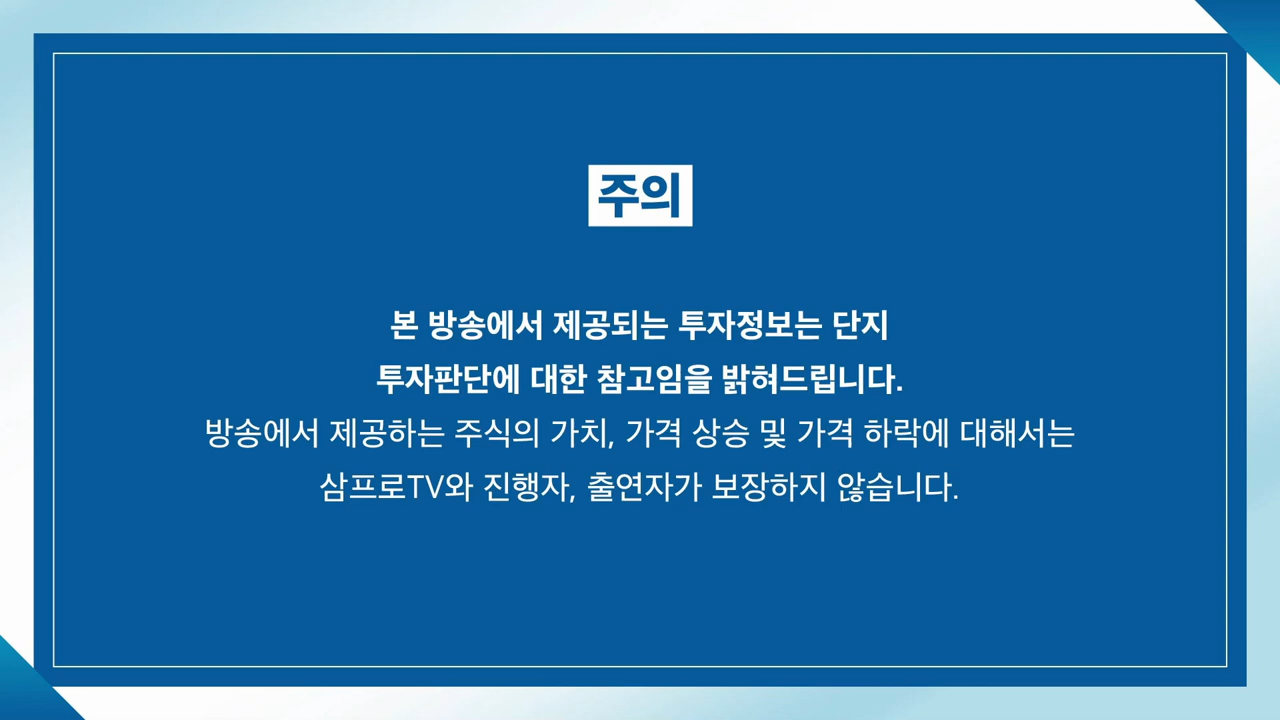 주의
본 방송에서 제공되는 투자정보는 단지
투자판단에 대한 참고임을 밝혀드립니다.
방송에서 제공하는 주식의 가치, 가격 상승 및 가격 하락에 대해서는
삼프로TV와 진행자, 출연자가 보장하지 않습니다.